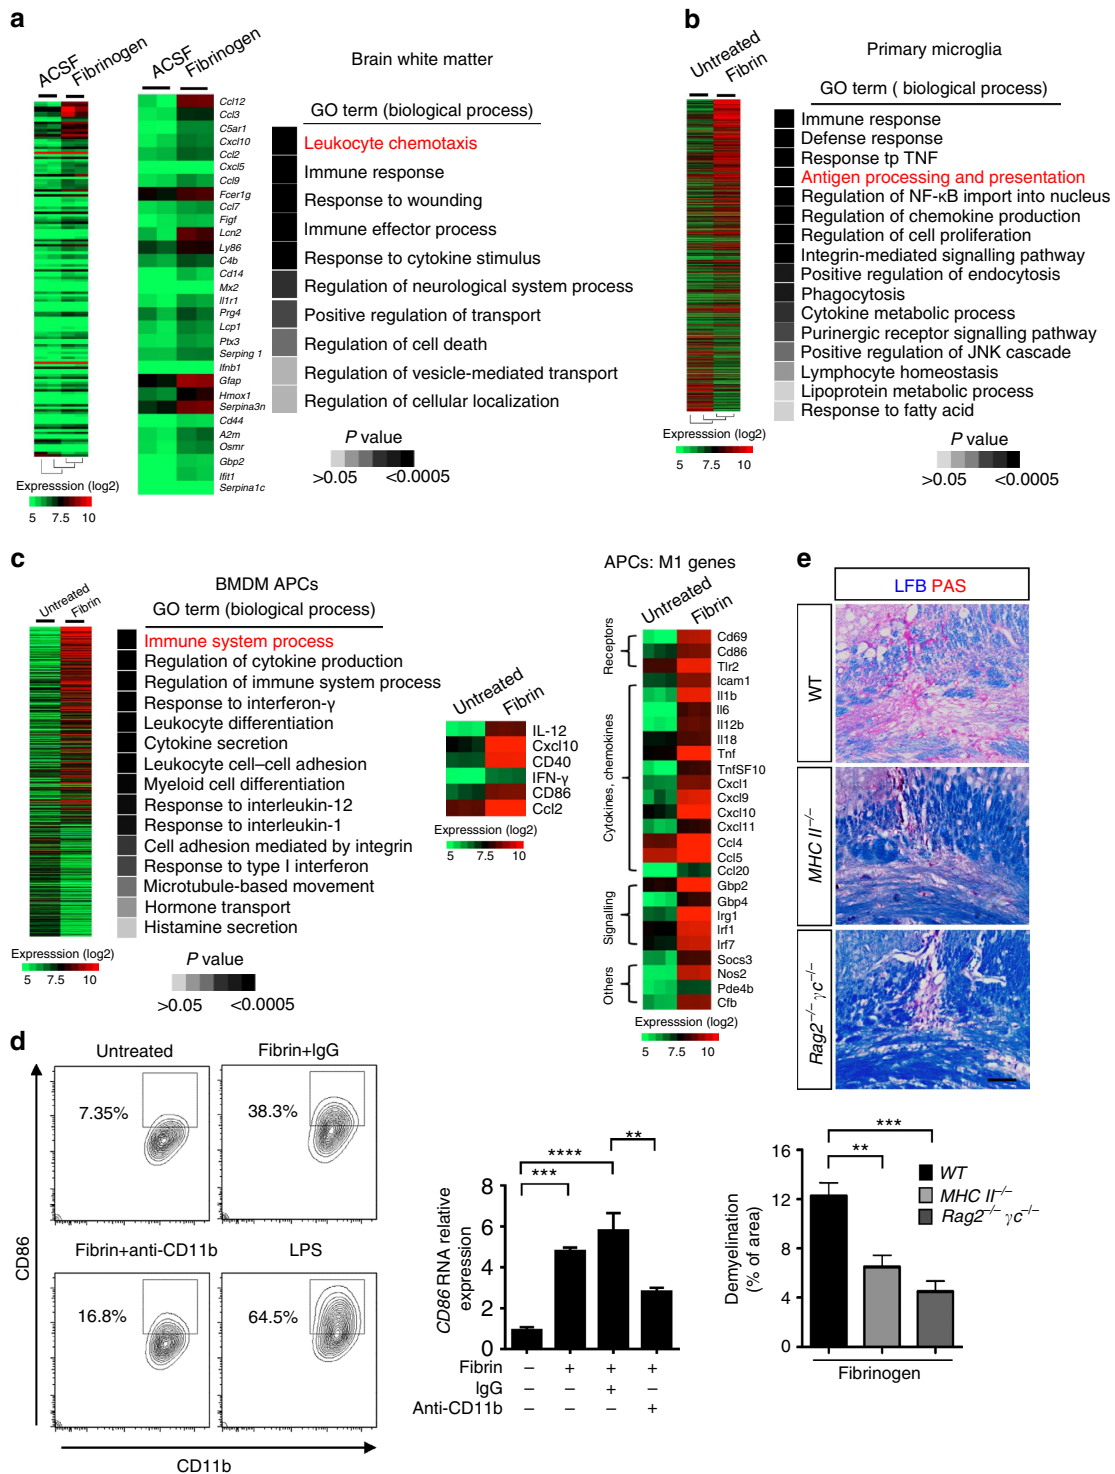 a
ACSF
Fibrinogen
ACSF
Fibrinogen
Brain white matter
GO term (biological process)
Ccl12
Ccl3
C5ar1
Cxcl10
Ccl2
Cxcl5
Ccl9
Fcer1g
Ccl7
Figf
Lcn2
Ly86
C4b
Cd14
Mx2
Il1r1
Prg4
Lcp1
Ptx3
Serping 1
Ifnb1
Gfap
Hmox1
Serpina3n
Cd44
A2m
Osmr
Gbp2
Ifit1
Serpina1c
Leukocyte chemotaxis
Immune response
Response to wounding
Immune effector process
Response to cytokine stimulus
Regulation of neurological system process
Positive regulation of transport
Regulation of cell death
Regulation of vesicle-mediated transport
Regulation of cellular localization
P value
>0.05 <0.0005
Expresssion (log2)
5 7.5 10
b
Untreated
Fibrin
Primary microglia
GO term ( biological process)
Immune response
Defense response
Response tp TNF
Antigen processing and presentation
Regulation of NF-κB import into nucleus
Regulation of chemokine production
Regulation of cell proliferation
Integrin-mediated signalling pathway
Positive regulation of endocytosis
Phagocytosis
Cytokine metabolic process
Purinergic receptor signalling pathway
Positive regulation of JNK cascade
Lymphocyte homeostasis
Lipoprotein metabolic process
Response to fatty acid
Expresssion (log2)
5 7.5 10
P value
>0.05 <0.0005
c
Untreated
Fibrin
BMDM APCs
GO term (biological process)
Immune system process
Regulation of cytokine production
Regulation of immune system process
Response to interferon-γ
Leukocyte differentiation
Cytokine secretion
Leukocyte cell–cell adhesion
Myeloid cell differentiation
Response to interleukin-12
Response to interleukin-1
Cell adhesion mediated by integrin
Response to type I interferon
Microtubule-based movement
Hormone transport
Histamine secretion
Expresssion (log2)
5 7.5 10
P value
>0.05 <0.0005
Untreated
Fibrin
IL-12
Cxcl10
CD40
IFN-γ
CD86
Ccl2
Expresssion (log2)
5 7.5 10
APCs: M1 genes
Untreated
Fibrin
Receptors
Cytokines, chemokines
Signalling
Others
Cd69
Cd86
Tlr2
Icam1
Il1b
Il6
Il12b
Il18
Tnf
TnfSF10
Cxcl1
Cxcl9
Cxcl10
Cxcl11
Ccl4
Ccl5
Ccl20
Gbp2
Gbp4
Irg1
Irf1
Irf7
Socs3
Nos2
Pde4b
Cfb
Expresssion (log2)
5 7.5 10
e
LFB PAS
WT
MHC II–/–
Rag2–/– γc–/–
d
Untreated
Fibrin+IgG
7.35%
38.3%
Fibrin+anti-CD11b
LPS
16.8%
64.5%
CD86
CD11b
CD86 RNA relative
expression
8
6
4
2
0
***
****
**
Fibrin – + + +
IgG – – + –
Anti-CD11b – – – +
Demyelination
(% of area)
16
12
8
4
0
**
***
WT
MHC II–/–
Rag2–/– γc–/–
Fibrinogen